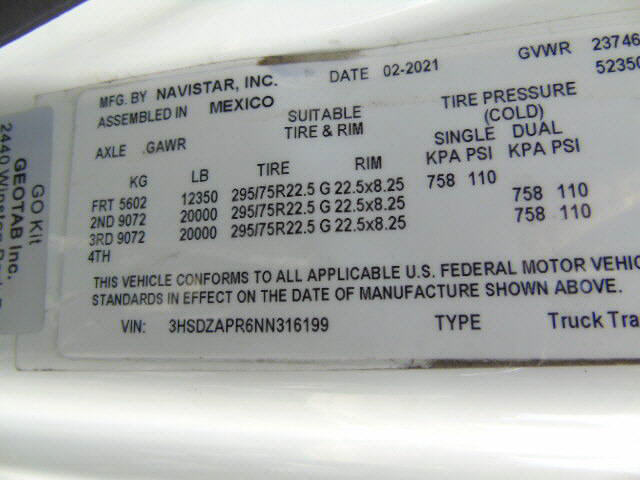 MFG. BY NAVISTAR, INC. DATE 02-2021 GVWR 23746
ASSEMBLED IN MEXICO 52350
SUITABLE TIRE PRESSURE
TIRE & RIM (COLD)
AXLE GAWR SINGLE DUAL
KG LB TIRE RIM KPA PSI KPA PSI
FRT 5602 12350 295/75R22.5 G 22.5x8.25 758 110
2ND 9072 20000 295/75R22.5 G 22.5x8.25 758 110
3RD 9072 20000 295/75R22.5 G 22.5x8.25 758 110
4TH
THIS VEHICLE CONFORMS TO ALL APPLICABLE U.S. FEDERAL MOTOR VEHIC
STANDARDS IN EFFECT ON THE DATE OF MANUFACTURE SHOWN ABOVE.
VIN: 3HSDZAPR6NN316199 TYPE Truck Tra
GO Kit
GEOTAB Inc.
2440 Winston